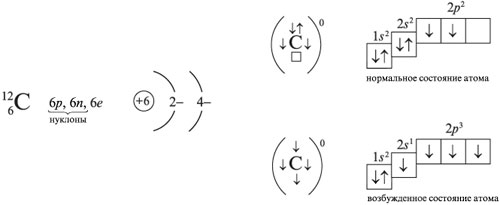 ¹²₆C 6p, 6n, 6e
нуклоны
+6 2– 4–
C 0
1s² 2s² 2p²
нормальное состояние атома
C 0
1s² 2s¹ 2p³
возбужденное состояние атома